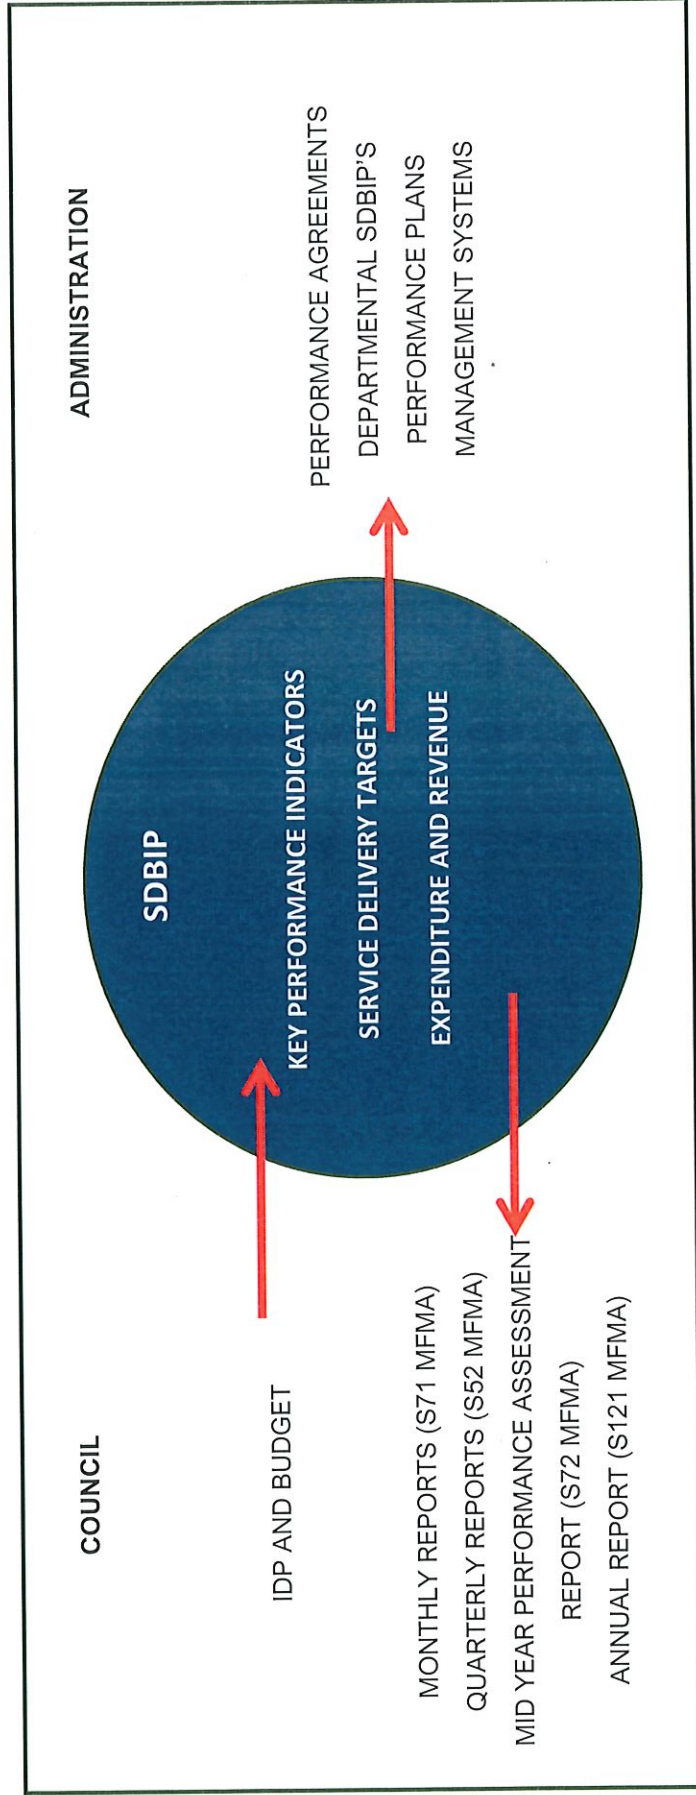 COUNCIL
IDP AND BUDGET
MONTHLY REPORTS (S71 MFMA)
QUARTERLY REPORTS (S52 MFMA)
MID YEAR PERFORMANCE ASSESSMENT
REPORT (S72 MFMA)
ANNUAL REPORT (S121 MFMA)
SDBIP
KEY PERFORMANCE INDICATORS
SERVICE DELIVERY TARGETS
EXPENDITURE AND REVENUE
ADMINISTRATION
PERFORMANCE AGREEMENTS
DEPARTMENTAL SDBIP'S
PERFORMANCE PLANS
MANAGEMENT SYSTEMS